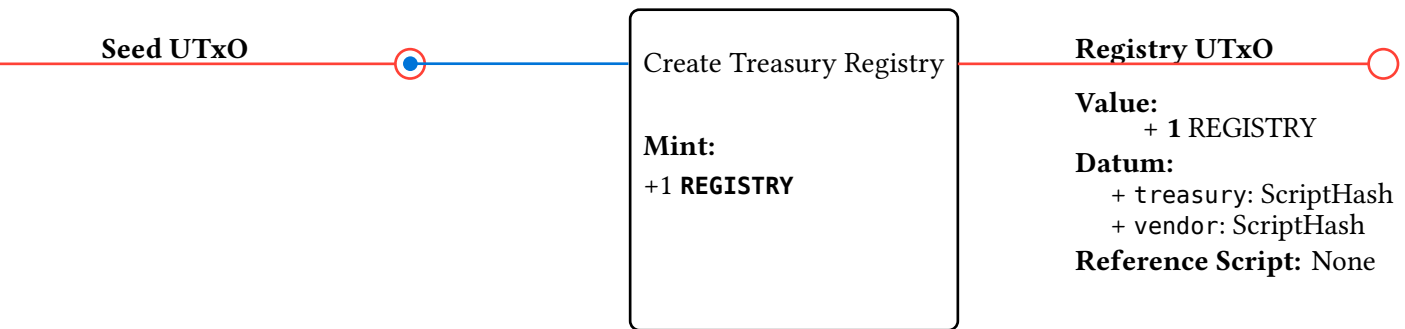 Seed UTxO
Create Treasury Registry
Mint:
+1 REGISTRY
Registry UTxO
Value:
+ 1 REGISTRY
Datum:
+ treasury: ScriptHash
+ vendor: ScriptHash
Reference Script: None